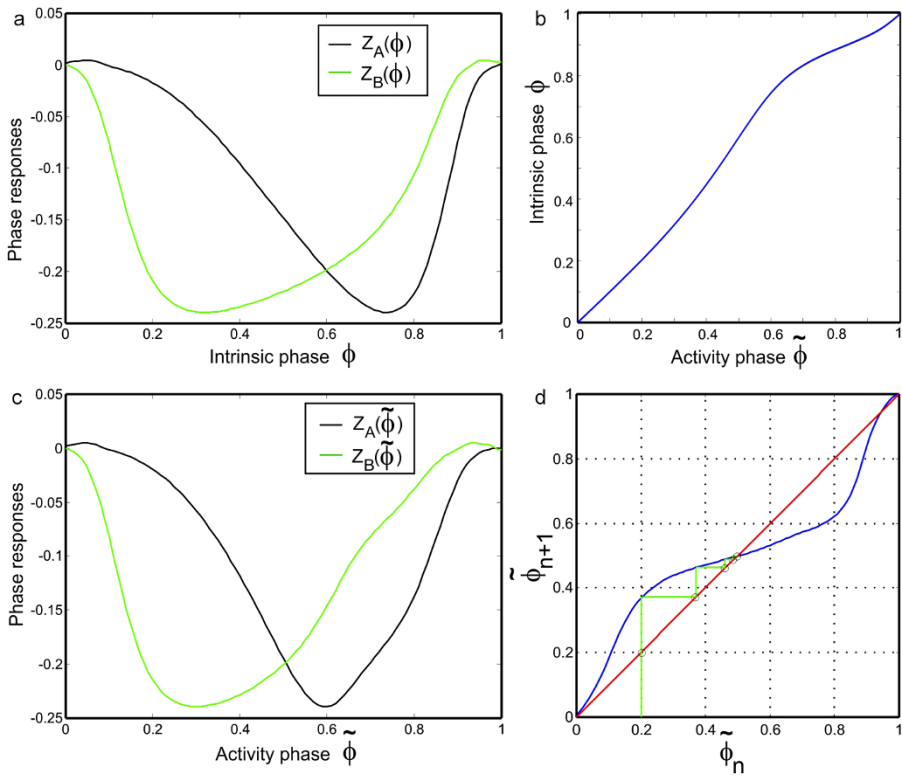 a
0.05
0
-0.05
-0.1
-0.15
-0.2
-0.25
Phase responses
Z_A(ϕ)
Z_B(ϕ)
0 0.2 0.4 0.6 0.8 1
Intrinsic phase ϕ
b
1
0.8
0.6
0.4
0.2
0
Intrinsic phase ϕ
0 0.2 0.4 0.6 0.8 1
Activity phase ϕ̃
c
0.05
0
-0.05
-0.1
-0.15
-0.2
-0.25
Phase responses
Z_A(ϕ̃)
Z_B(ϕ̃)
0 0.2 0.4 0.6 0.8 1
Activity phase ϕ̃
d
1
0.8
0.6
0.4
0.2
0
ϕ̃_{n+1}
0 0.2 0.4 0.6 0.8 1
ϕ̃_n